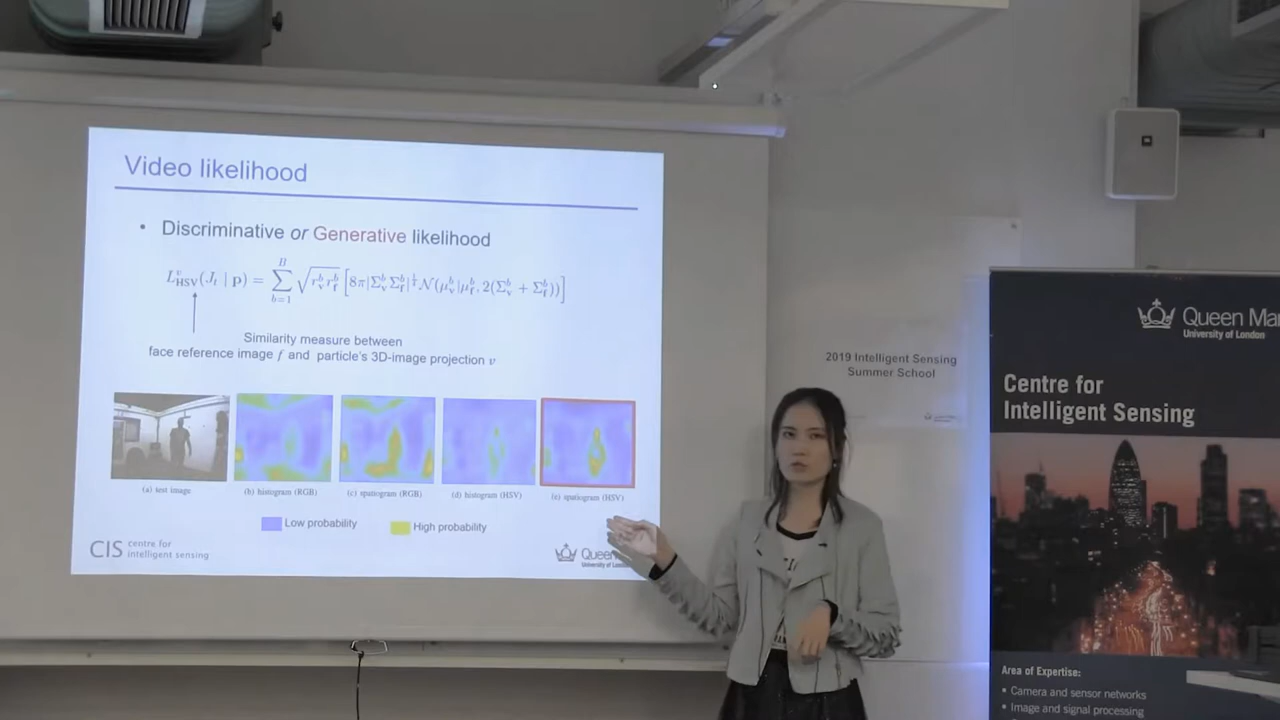 Video likelihood
• Discriminative or Generative likelihood
Similarity measure between
face reference image f and particle's 3D-image projection v
(a) test image
(b) histogram (RGB)
(c) spatiogram (RGB)
(d) histogram (HSV)
(e) spatiogram (HSV)
Low probability
High probability
CIS centre for
intelligent sensing
University of
2019 Intelligent Sensing
Summer School
Queen
University of London
Centre for
Intelligent Sensing
Area of Expertise:
• Camera and sensor networks
• Image and signal processing